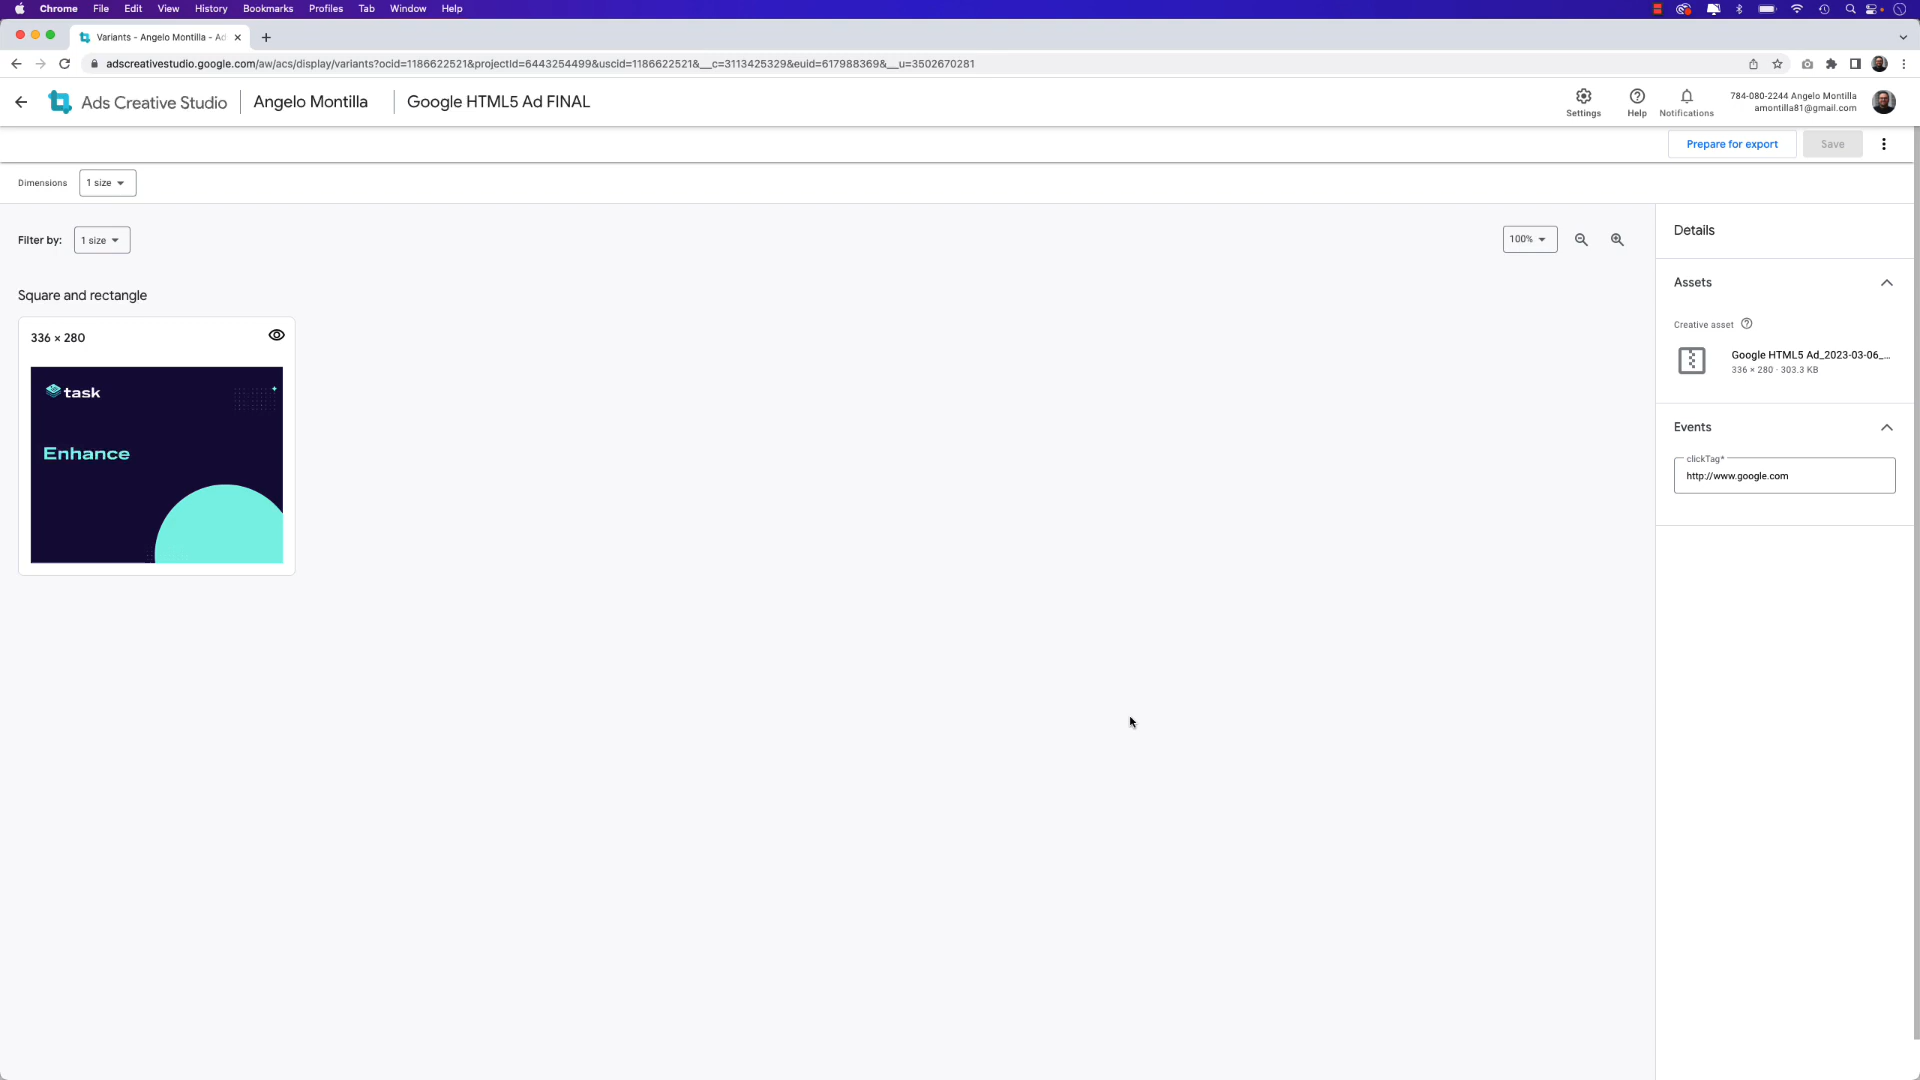 Chrome File Edit View History Bookmarks Profiles Tab Window Help
Variants - Angelo Montilla - Ad
adscreativestudio.google.com/aw/acs/display/variants?ocid=1186622521&projectId=6443254499&uscid=1186622521&__c=3113425329&euid=617988369&__u=3502670281
Ads Creative Studio Angelo Montilla Google HTML5 Ad FINAL
Settings Help Notifications
784-080-2244 Angelo Montilla
amontilla81@gmail.com
Prepare for export Save
Dimensions 1 size
Filter by: 1 size 100%
Details
Square and rectangle
336 × 280
task
Enhance
Assets
Creative asset
Google HTML5 Ad_2023-03-06_...
336 × 280 · 303.3 KB
Events
clickTag*
http://www.google.com